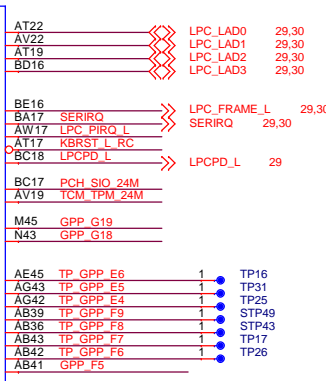 AT22 LPC_LAD0 29,30
AV22 LPC_LAD1 29,30
AT19 LPC_LAD2 29,30
BD16 LPC_LAD3 29,30
BE16 LPC_FRAME_L 29,30
BA17 SERIRQ SERIRQ 29,30
AW17 LPC_PIRQ_L
AT17 KBRST_L_RC
BC18 LPCPD_L LPCPD_L 29
BC17 PCH_SIO_24M
AV19 TCM_TPM_24M
M45 GPP_G19
N43 GPP_G18
AE45 TP_GPP_E6 1 TP16
AG43 TP_GPP_E5 1 TP31
AG42 TP_GPP_E4 1 TP25
AB39 TP_GPP_F9 1 STP49
AB36 TP_GPP_F8 1 STP43
AB43 TP_GPP_F7 1 TP17
AB42 TP_GPP_F6 1 TP26
AB41 GPP_F5